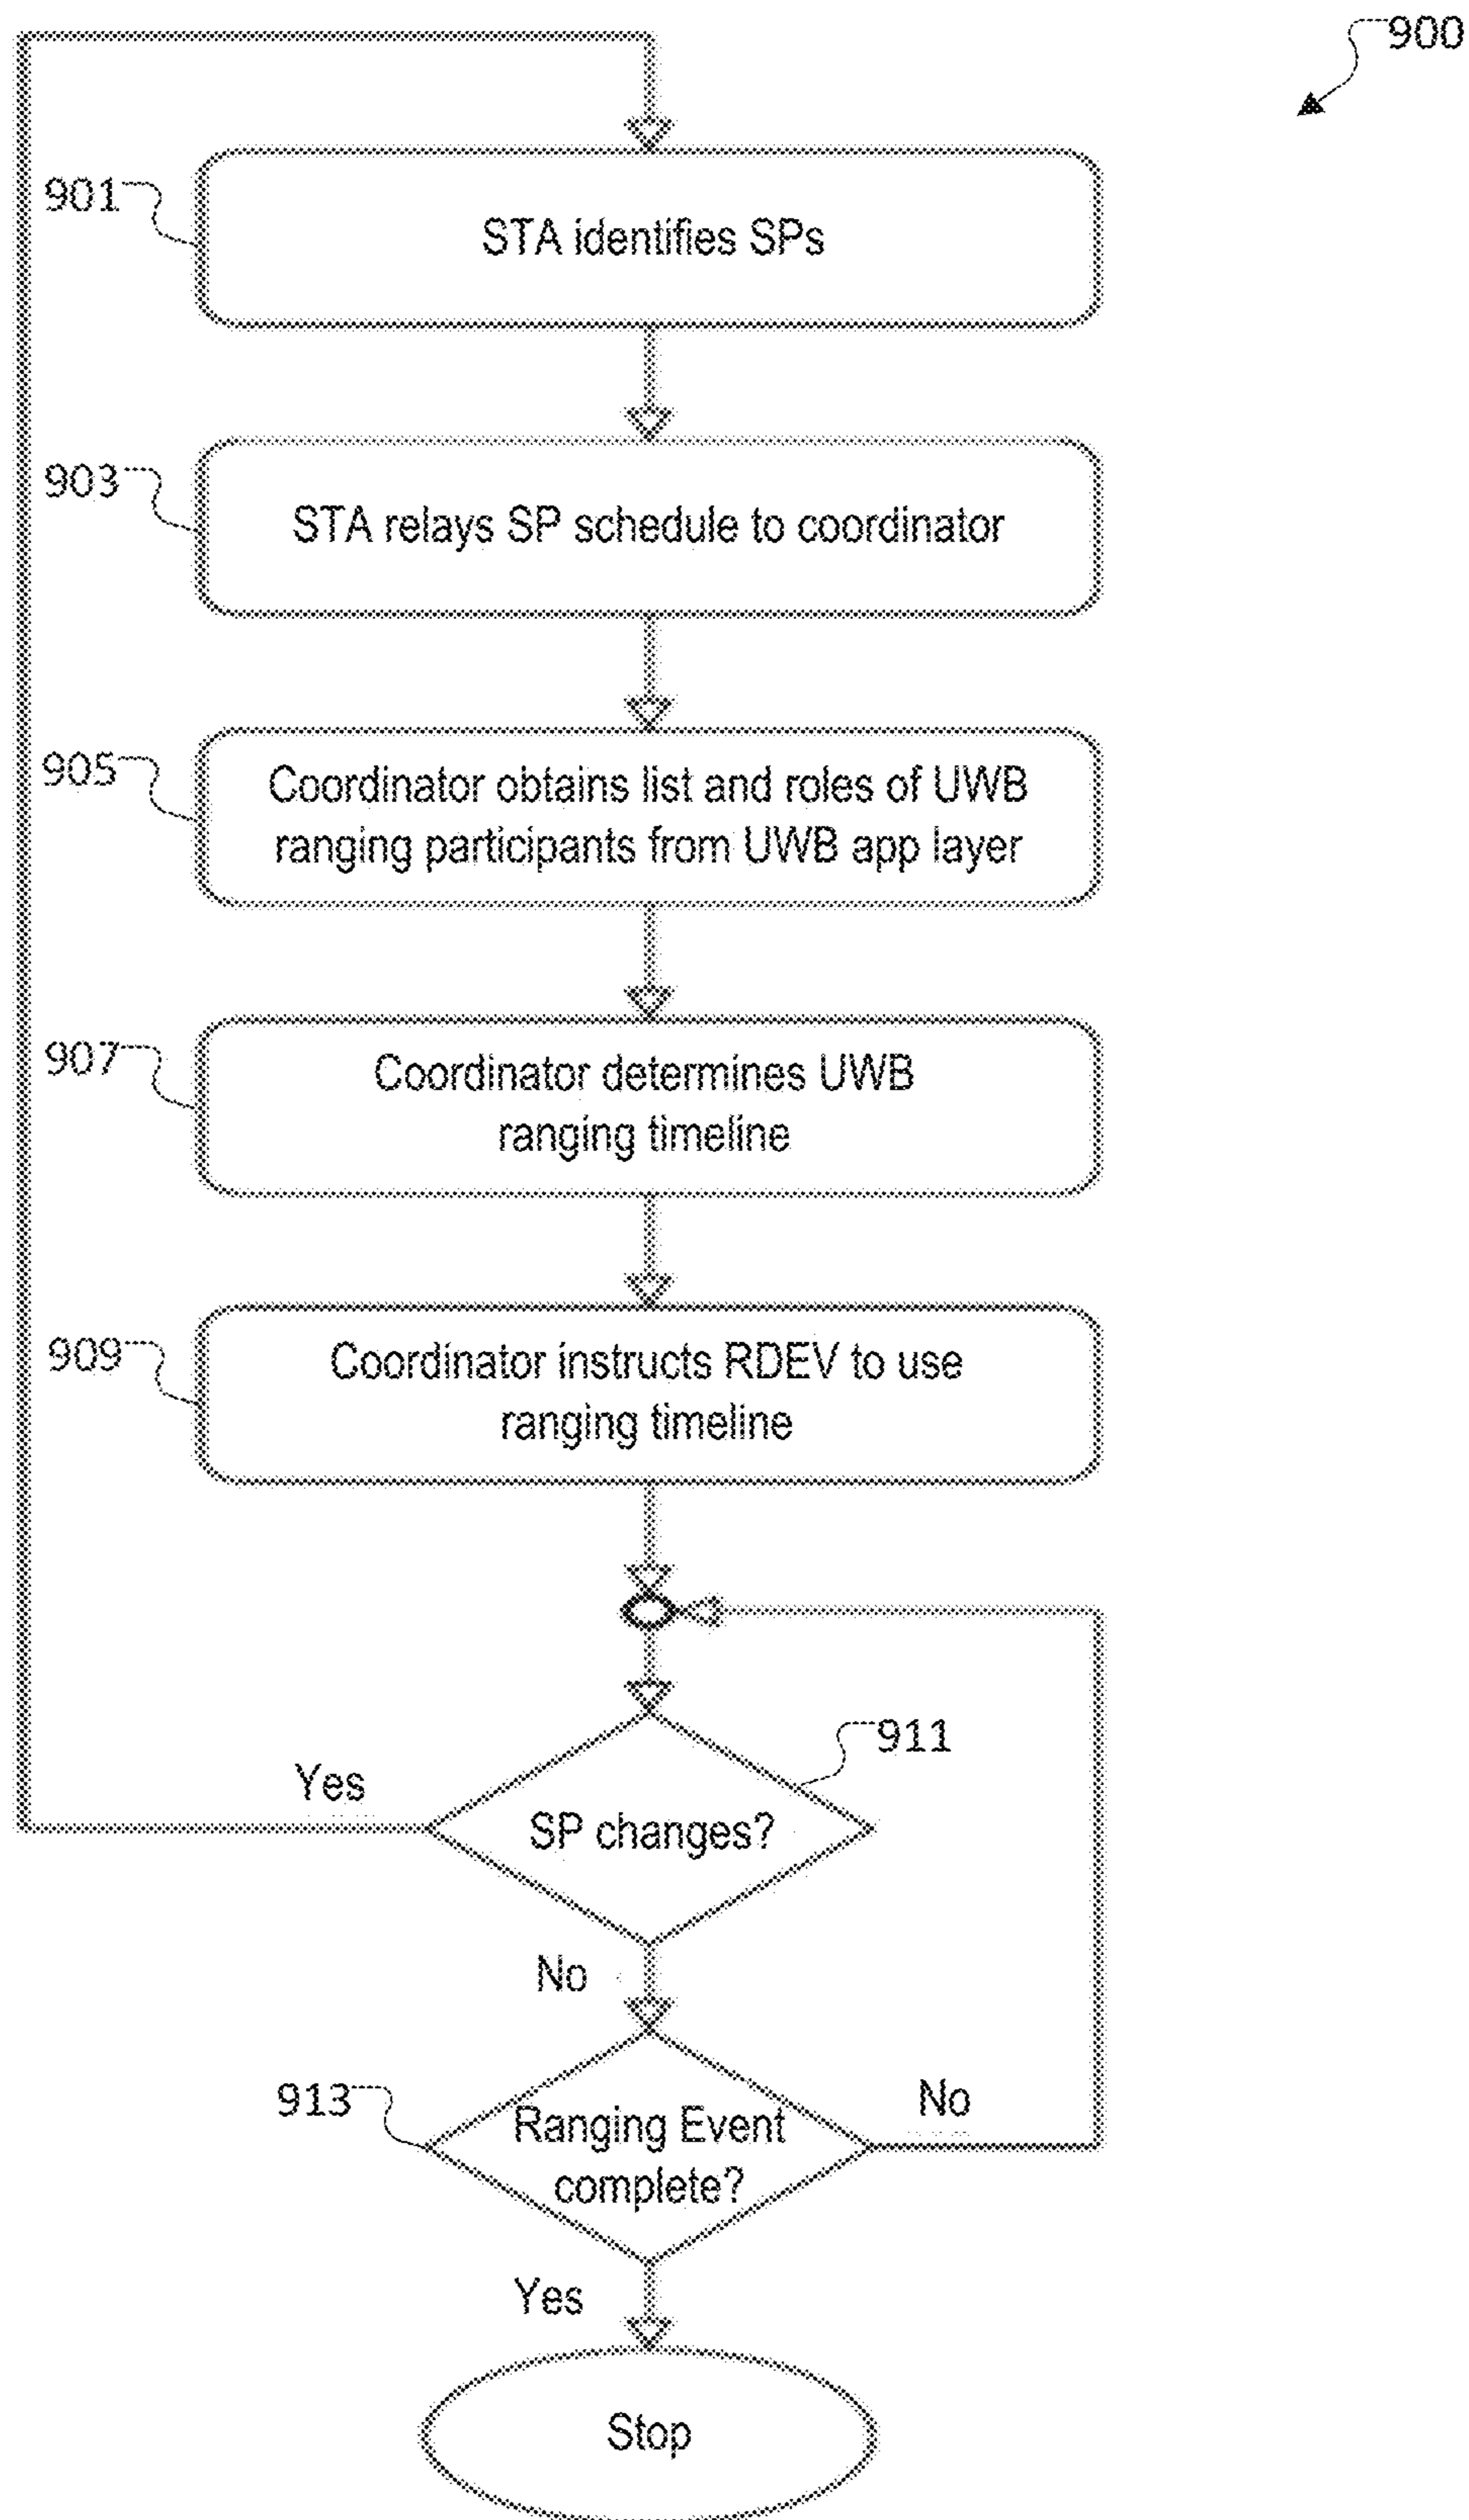 900
901
STA identifies SPs
903
STA relays SP schedule to coordinator
905
Coordinator obtains list and roles of UWB
ranging participants from UWB app layer
907
Coordinator determines UWB
ranging timeline
909
Coordinator instructs RDEV to use
ranging timeline
911
Yes
SP changes?
No
913
Ranging Event
complete?
No
Yes
Stop